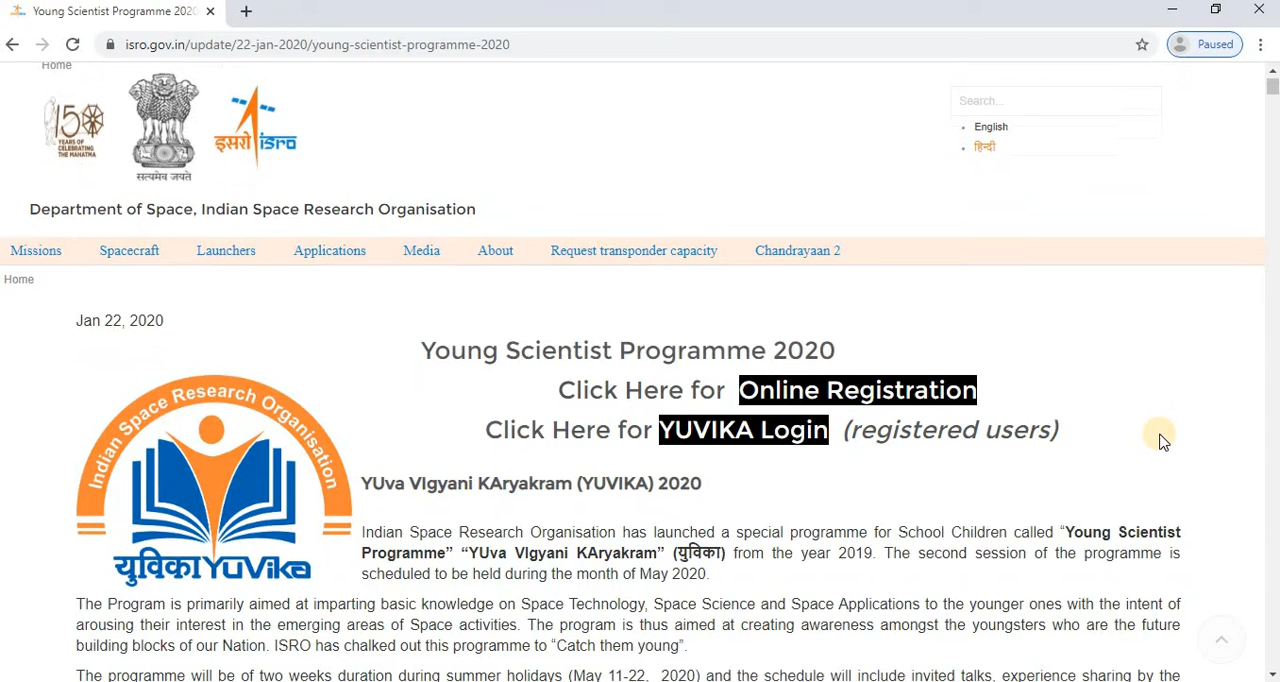 Young Scientist Programme 202
isro.gov.in/update/22-jan-2020/young-scientist-programme-2020
Paused
Home
150
YEARS OF
CELEBRATING
THE MAHATMA
सत्यमेव जयते
इसरो isro
Search...
English
हिन्दी
Department of Space, Indian Space Research Organisation
Missions Spacecraft Launchers Applications Media About Request transponder capacity Chandrayaan 2
Home
Jan 22, 2020
Young Scientist Programme 2020
Click Here for Online Registration
Click Here for YUVIKA Login (registered users)
Indian Space Research Organisation
युविका YUVika
YUva VIgyani KAryakram (YUVIKA) 2020
Indian Space Research Organisation has launched a special programme for School Children called “Young Scientist
Programme” “YUva VIgyani KAryakram” (युविका) from the year 2019. The second session of the programme is
scheduled to be held during the month of May 2020.
The Program is primarily aimed at imparting basic knowledge on Space Technology, Space Science and Space Applications to the younger ones with the intent of
arousing their interest in the emerging areas of Space activities. The program is thus aimed at creating awareness amongst the youngsters who are the future
building blocks of our Nation. ISRO has chalked out this programme to “Catch them young”.
The programme will be of two weeks duration during summer holidays (May 11-22, 2020) and the schedule will include invited talks, experience sharing by the